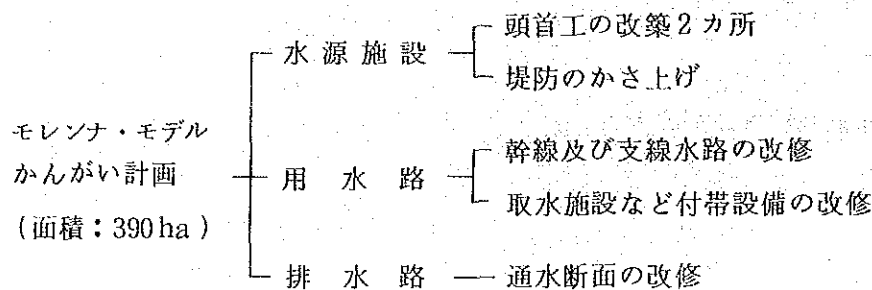 頭首工の改築2カ所
水源施設
堤防のかさ上げ
モレンナ・モデル
かんがい計画
(面積：390ha)
幹線及び支線水路の改修
用水路
取水施設など付帯設備の改修
排水路
通水断面の改修